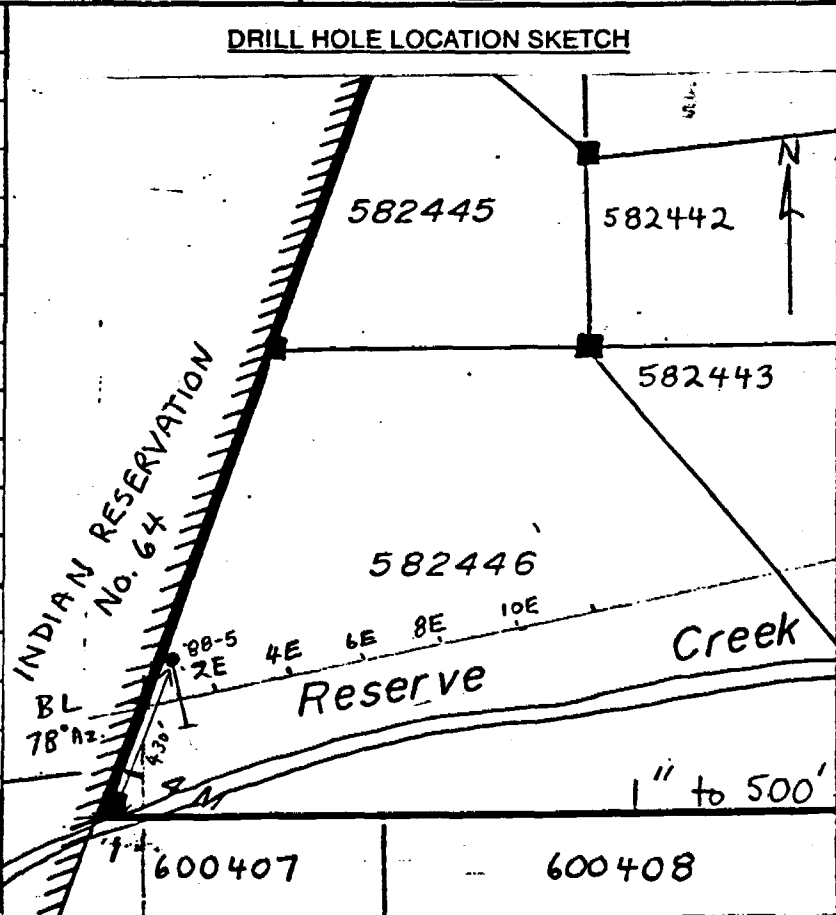 DRILL HOLE LOCATION SKETCH
N
582445
582442
582443
INDIAN RESERVATION
No. 64
582446
10E
8E
6E
4E
2E
88-5
Creek
Reserve
BL
78° Az.
430'
1" to 500'
600407
600408